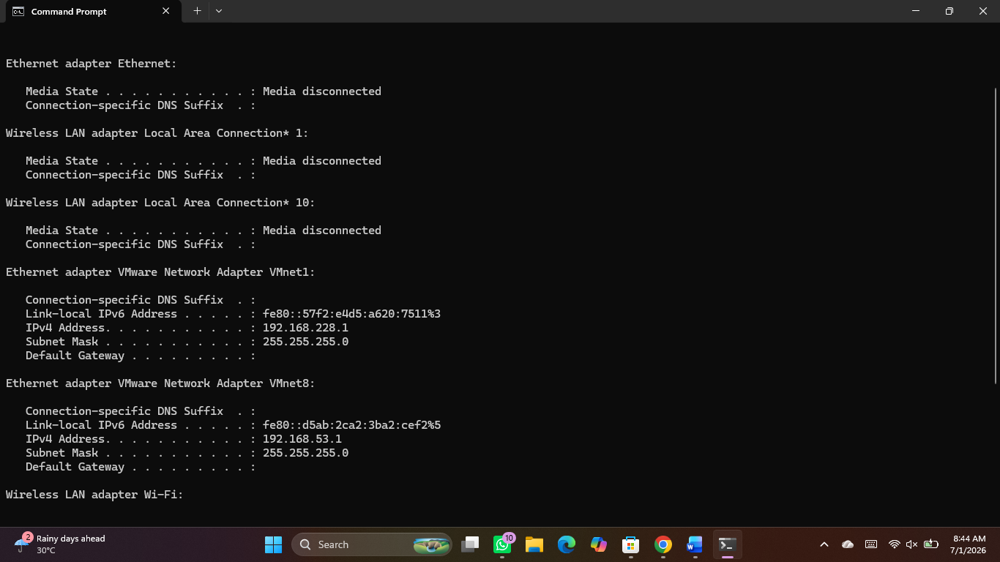 Command Prompt
Ethernet adapter Ethernet:
Media State . . . . . . . . . . . : Media disconnected
Connection-specific DNS Suffix  . :
Wireless LAN adapter Local Area Connection* 1:
Media State . . . . . . . . . . . : Media disconnected
Connection-specific DNS Suffix  . :
Wireless LAN adapter Local Area Connection* 10:
Media State . . . . . . . . . . . : Media disconnected
Connection-specific DNS Suffix  . :
Ethernet adapter VMware Network Adapter VMnet1:
Connection-specific DNS Suffix  . :
Link-local IPv6 Address . . . . . : fe80::57f2:e4d5:a620:7511%3
IPv4 Address. . . . . . . . . . . : 192.168.228.1
Subnet Mask . . . . . . . . . . . : 255.255.255.0
Default Gateway . . . . . . . . . :
Ethernet adapter VMware Network Adapter VMnet8:
Connection-specific DNS Suffix  . :
Link-local IPv6 Address . . . . . : fe80::d5ab:2ca2:3ba2:cef2%5
IPv4 Address. . . . . . . . . . . : 192.168.53.1
Subnet Mask . . . . . . . . . . . : 255.255.255.0
Default Gateway . . . . . . . . . :
Wireless LAN adapter Wi-Fi:
2
Rainy days ahead
30°C
Search
10
8:44 AM
7/1/2026